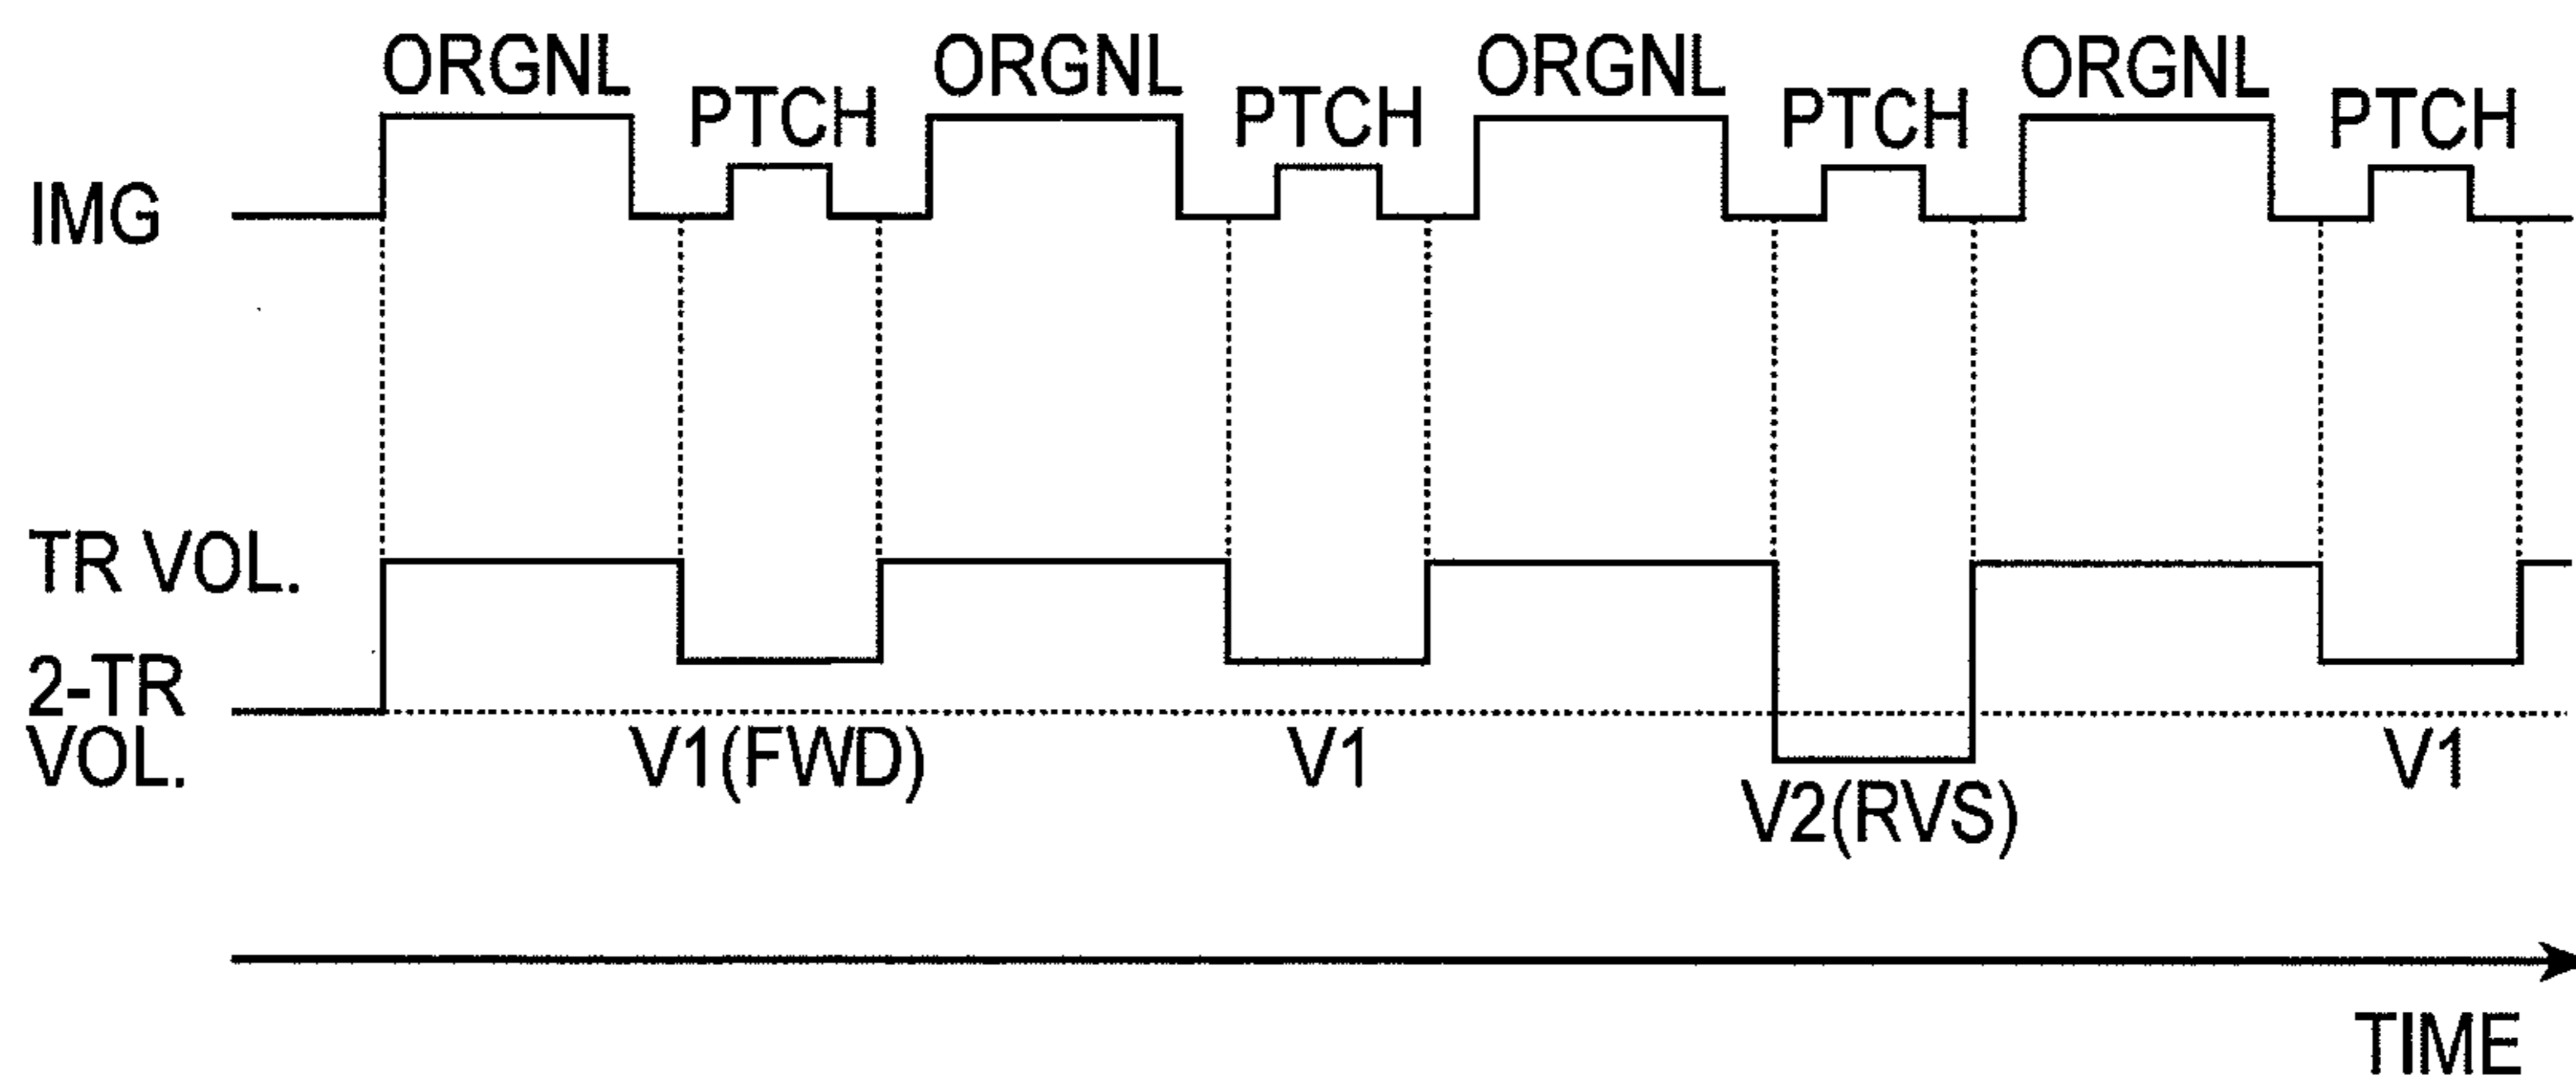 ORGNL ORGNL ORGNL ORGNL
PTCH PTCH PTCH PTCH
IMG
TR VOL.
2-TR
VOL.
V1(FWD) V1 V1
V2(RVS)
TIME